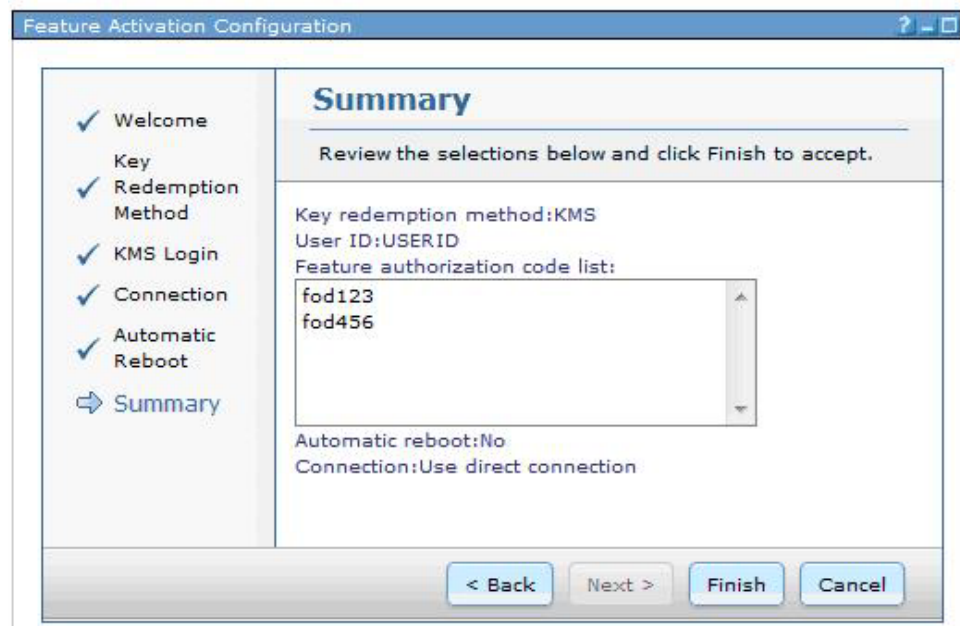 Feature Activation Configuration
?
Welcome
Key
Redemption
Method
KMS Login
Connection
Automatic
Reboot
Summary
Summary
Review the selections below and click Finish to accept.
Key redemption method:KMS
User ID:USERID
Feature authorization code list:
fod123
fod456
Automatic reboot:No
Connection:Use direct connection
< Back
Next >
Finish
Cancel